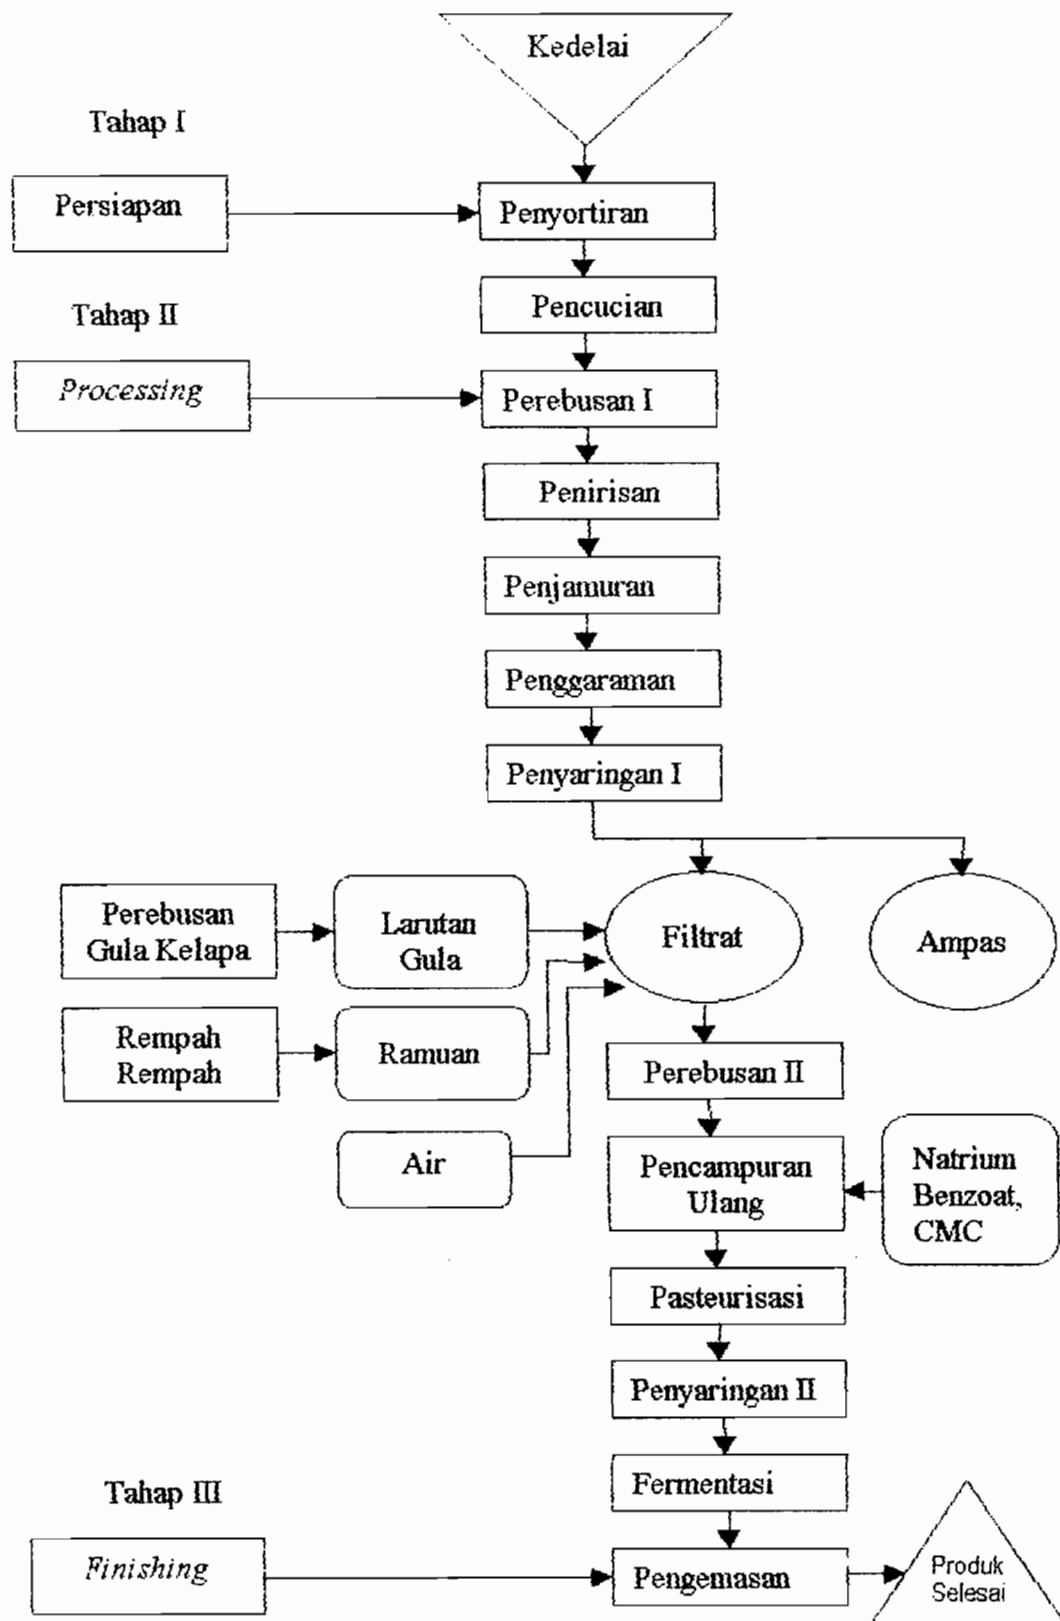 Kedelai
Tahap I
Persiapan
Penyortiran
Pencucian
Tahap II
Processing
Perebusan I
Penirisan
Penjamuran
Penggaraman
Penyaringan I
Perebusan
Gula Kelapa
Larutan
Gula
Filtrat
Ampas
Rempah
Rempah
Ramuan
Perebusan II
Air
Pencampuran
Ulang
Natrium
Benzoat,
CMC
Pasteurisasi
Penyaringan II
Fermentasi
Tahap III
Finishing
Pengemasan
Produk
Selesai